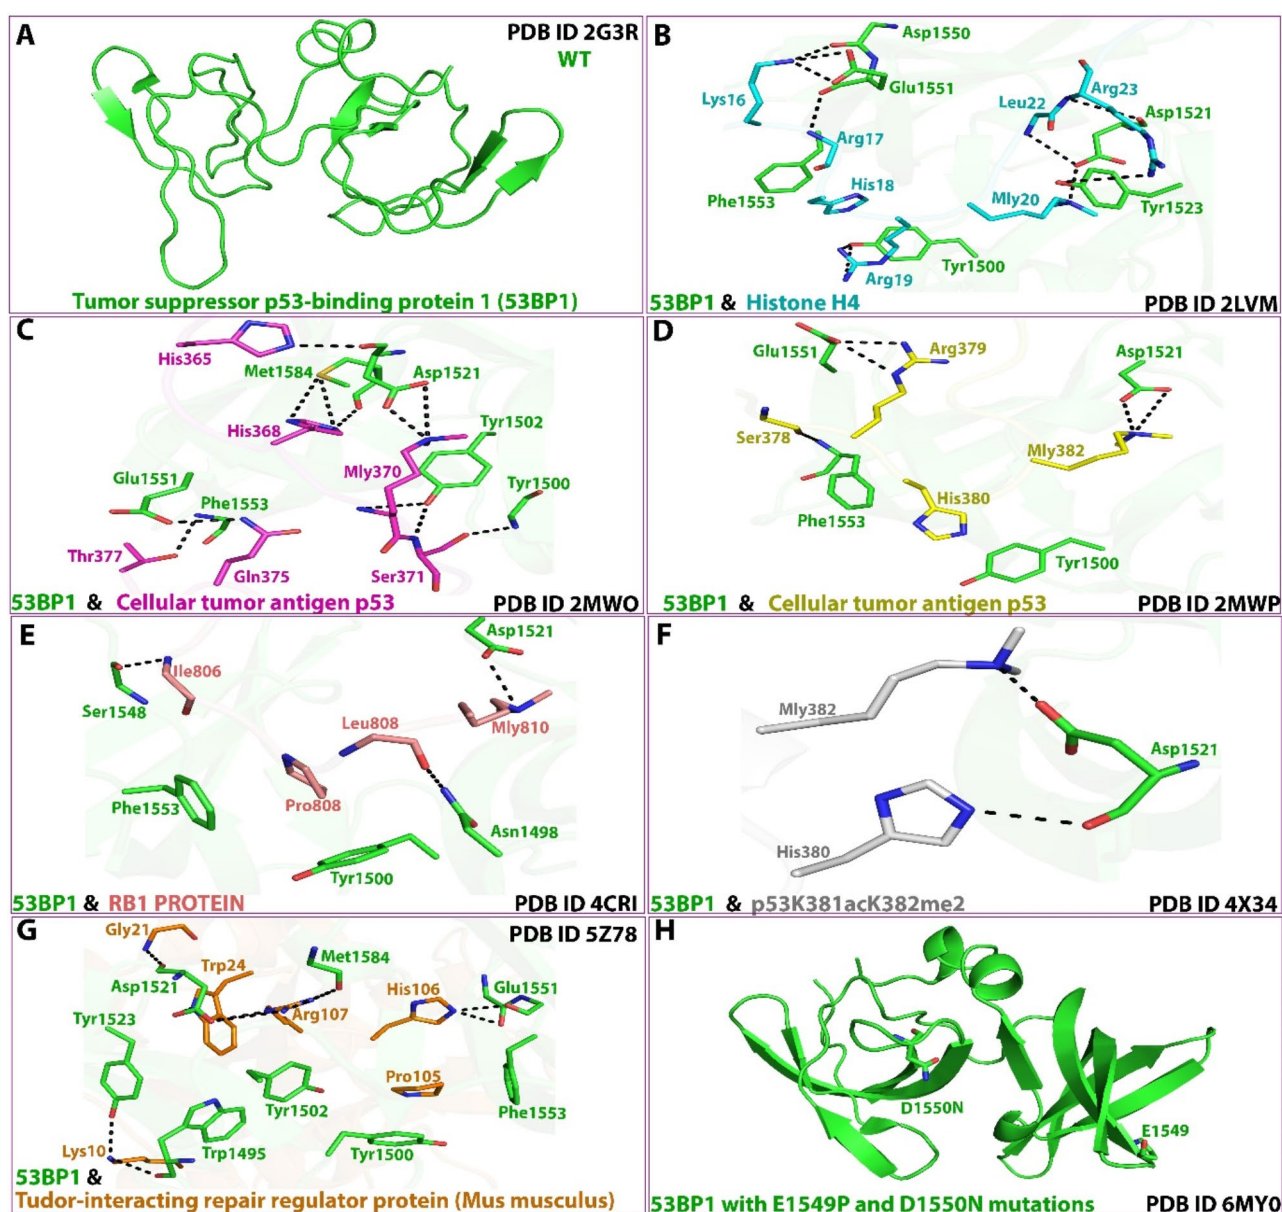 A
PDB ID 2G3R
WT
Tumor suppressor p53-binding protein 1 (53BP1)
B
Asp1550
Glu1551
Lys16
Arg17
Phe1553
His18
Arg19
Tyr1500
Leu22
Arg23
Asp1521
Mly20
Tyr1523
53BP1 & Histone H4
PDB ID 2LVM
C
His365
Met1584
Asp1521
His368
Tyr1502
Mly370
Glu1551
Phe1553
Tyr1500
Thr377
Gln375
Ser371
53BP1 & Cellular tumor antigen p53
PDB ID 2MWO
D
Glu1551
Arg379
Asp1521
Ser378
Mly382
His380
Phe1553
Tyr1500
53BP1 & Cellular tumor antigen p53
PDB ID 2MWP
E
Asp1521
Ile806
Ser1548
Leu808
Mly810
Phe1553
Pro808
Asn1498
Tyr1500
53BP1 & RB1 PROTEIN
PDB ID 4CRI
F
Mly382
Asp1521
His380
53BP1 & p53K381acK382me2
PDB ID 4X34
G
PDB ID 5Z78
Gly21
Trp24
Met1584
Asp1521
His106
Glu1551
Tyr1523
Arg107
Pro105
Tyr1502
Phe1553
Lys10
Trp1495
Tyr1500
53BP1 &
Tudor-interacting repair regulator protein (Mus musculus)
H
D1550N
E1549
53BP1 with E1549P and D1550N mutations
PDB ID 6MY0